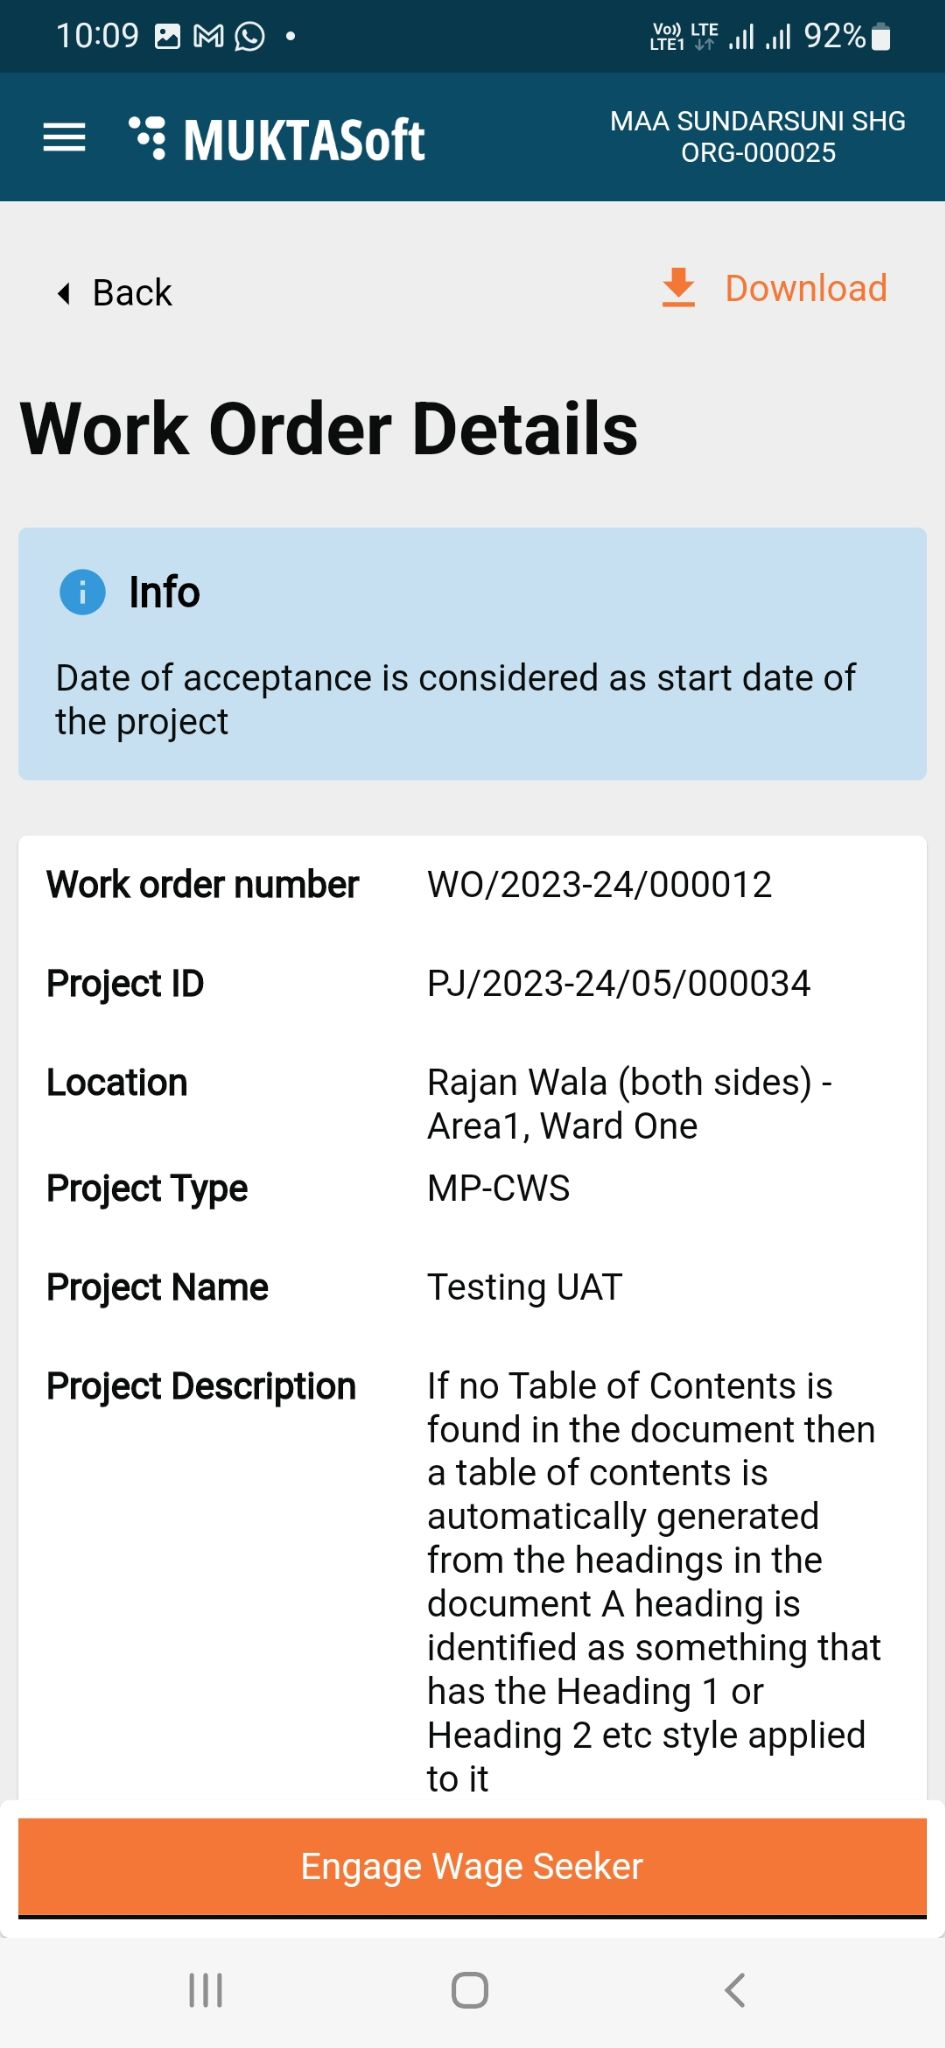 10:09
Vo)) LTE
LTE1
92%
MUKTASoft
MAA SUNDARSUNI SHG
ORG-000025
Back
Download
Work Order Details
Info
Date of acceptance is considered as start date of
the project
Work order number WO/2023-24/000012
Project ID PJ/2023-24/05/000034
Location Rajan Wala (both sides) -
Area1, Ward One
Project Type MP-CWS
Project Name Testing UAT
Project Description If no Table of Contents is
found in the document then
a table of contents is
automatically generated
from the headings in the
document A heading is
identified as something that
has the Heading 1 or
Heading 2 etc style applied
to it
Engage Wage Seeker